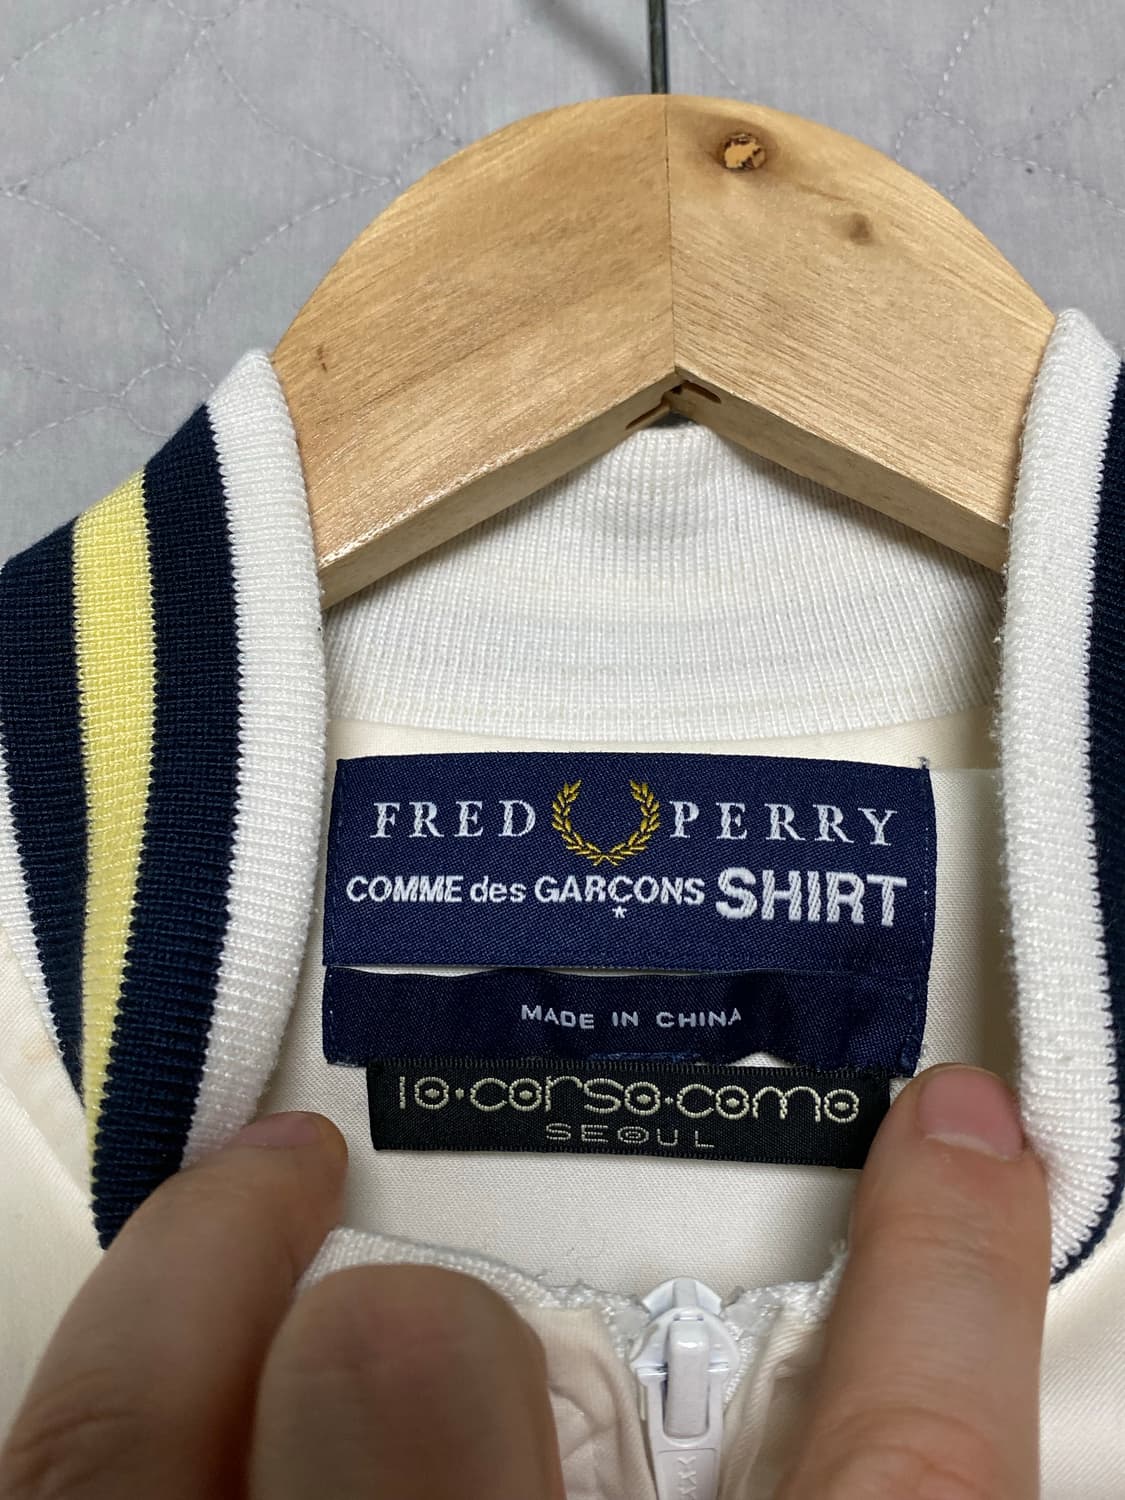 FRED PERRY
COMME des GARÇONS SHIRT
*
MADE IN CHINA
10·corso·como
SEOUL